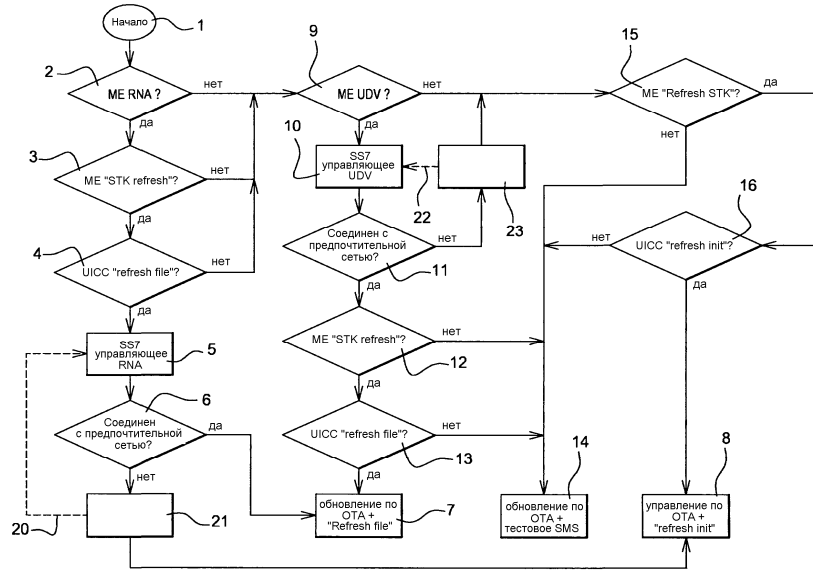 Начало
1
2
ME RNA ?
нет
да
3
ME "STK refresh"?
нет
да
4
UICC "refresh file"?
нет
да
SS7
управляющее
RNA
5
6
Соединен
с предпочтительной
сетью?
да
нет
20
21
9
ME UDV ?
нет
да
10
SS7
управляющее
UDV
22
23
Соединен с
предпочтительной
сетью?
нет
11
да
ME "STK refresh"?
нет
12
да
UICC "refresh file"?
нет
13
да
обновление по
OTA +
"Refresh file"
7
15
ME "Refresh STK"?
да
нет
16
UICC "refresh init"?
нет
да
14
обновление по
OTA +
тестовое SMS
8
управление по
OTA +
"refresh init"